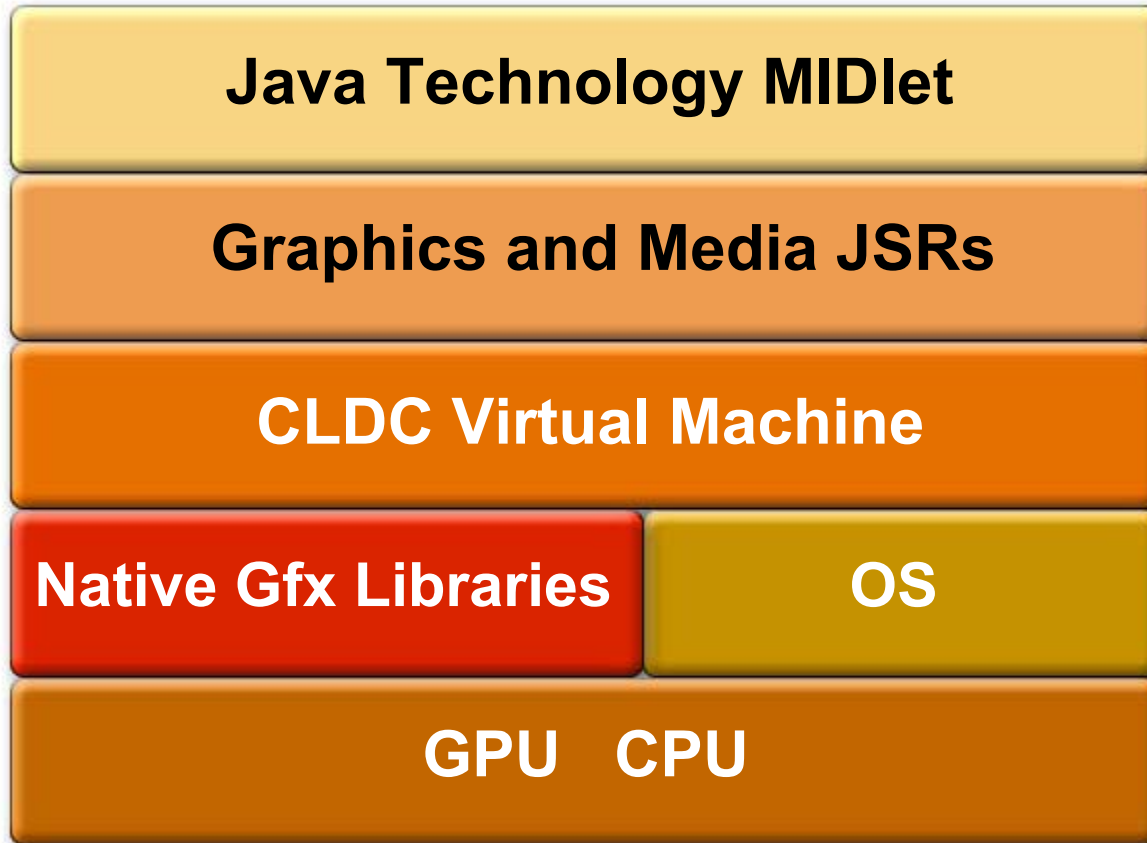 Java Technology MIDlet
Graphics and Media JSRs
CLDC Virtual Machine
Native Gfx Libraries
OS
GPU CPU